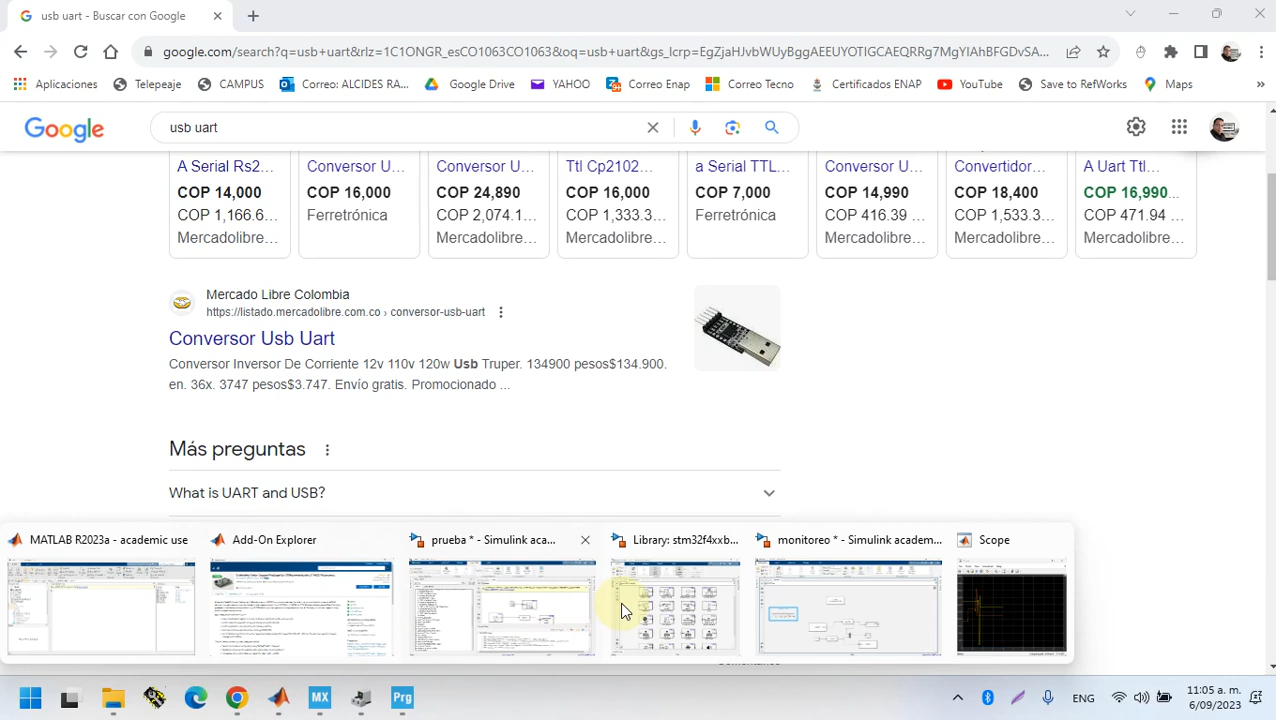 usb uart - Buscar con Google
google.com/search?q=usb+uart&rlz=1C1ONGR_esCO1063CO1063&oq=usb+uart&gs_lcrp=EgZjaHJvbWUyBggAEEUYOTIGCAEQRRg7MgYIAhBFGDvSA...
Aplicaciones Telepeaje CAMPUS Correo: ALCIDES RA... Google Drive YAHOO Correo Enap Correo Tecno Certificados ENAP YouTube Save to RefWorks Maps »
Google usb uart
A Serial Rs2... Conversor U... Conversor U... Ttl Cp2102... a Serial TTL... Conversor U... Convertidor... A Uart Ttl...
COP 14,000 COP 16,000 COP 24,890 COP 16,000 COP 7,000 COP 14,990 COP 18,400 COP 16,990...
COP 1,166.6... Ferretrónica COP 2,074.1... COP 1,333.3... Ferretrónica COP 416.39 ... COP 1,533.3... COP 471.94 ...
Mercadolibre... Mercadolibre... Mercadolibre... Mercadolibre... Mercadolibre... Mercadolibre...
Mercado Libre Colombia
https://listado.mercadolibre.com.co › conversor-usb-uart
Conversor Usb Uart
Conversor Inversor De Corriente 12v 110v 120w Usb Truper. 134900 pesos$134.900.
en. 36x. 3747 pesos$3.747. Envío gratis. Promocionado ...
Más preguntas
What is UART and USB?
MATLAB R2023a - academic use Add-On Explorer prueba * - Simulink aca... Library: stm32f4xxb... mnitoreo * - Simulink academ... Scope
MX Prg ENG 11:05 a. m.
6/09/2023